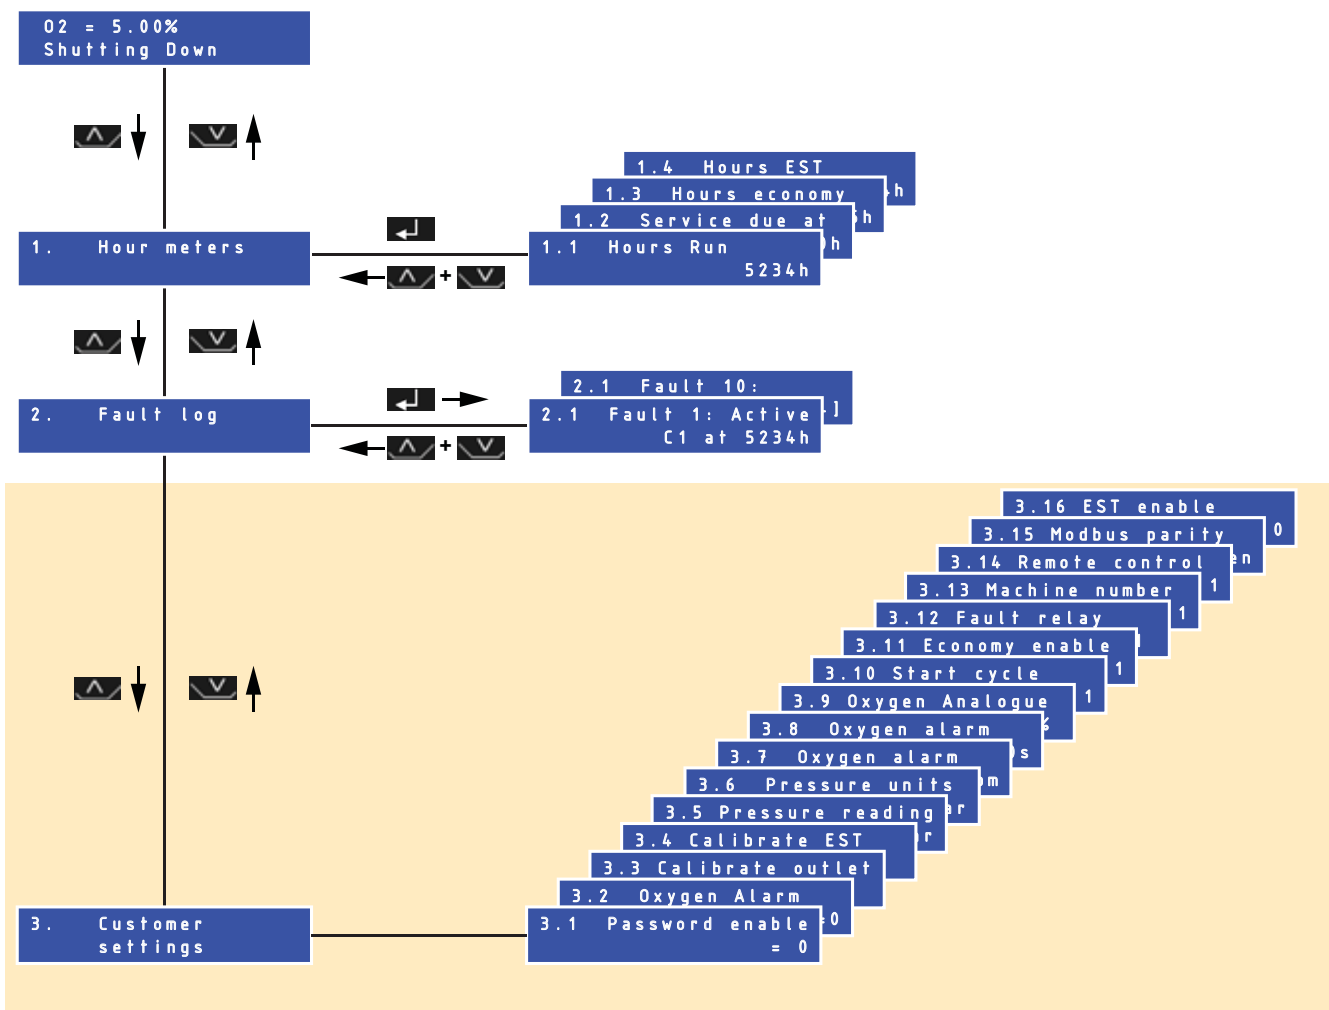 O2 = 5.00%
Shutting Down
1.4 Hours EST
h
1.3 Hours economy
h
1.2 Service due at
h
1. Hour meters
1.1 Hours Run
5234h
+
2.1 Fault 10:
]
2. Fault log
2.1 Fault 1: Active
C1 at 5234h
+
3.16 EST enable
0
3.15 Modbus parity
en
3.14 Remote control
1
3.13 Machine number
1
3.12 Fault relay
3.11 Economy enable
1
3.10 Start cycle
1
3.9 Oxygen Analogue
%
3.8 Oxygen alarm
s
3.7 Oxygen alarm
m
3.6 Pressure units
ar
3.5 Pressure reading
r
3.4 Calibrate EST
3.3 Calibrate outlet
3.2 Oxygen Alarm
:0
3. Customer
settings
3.1 Password enable
= 0